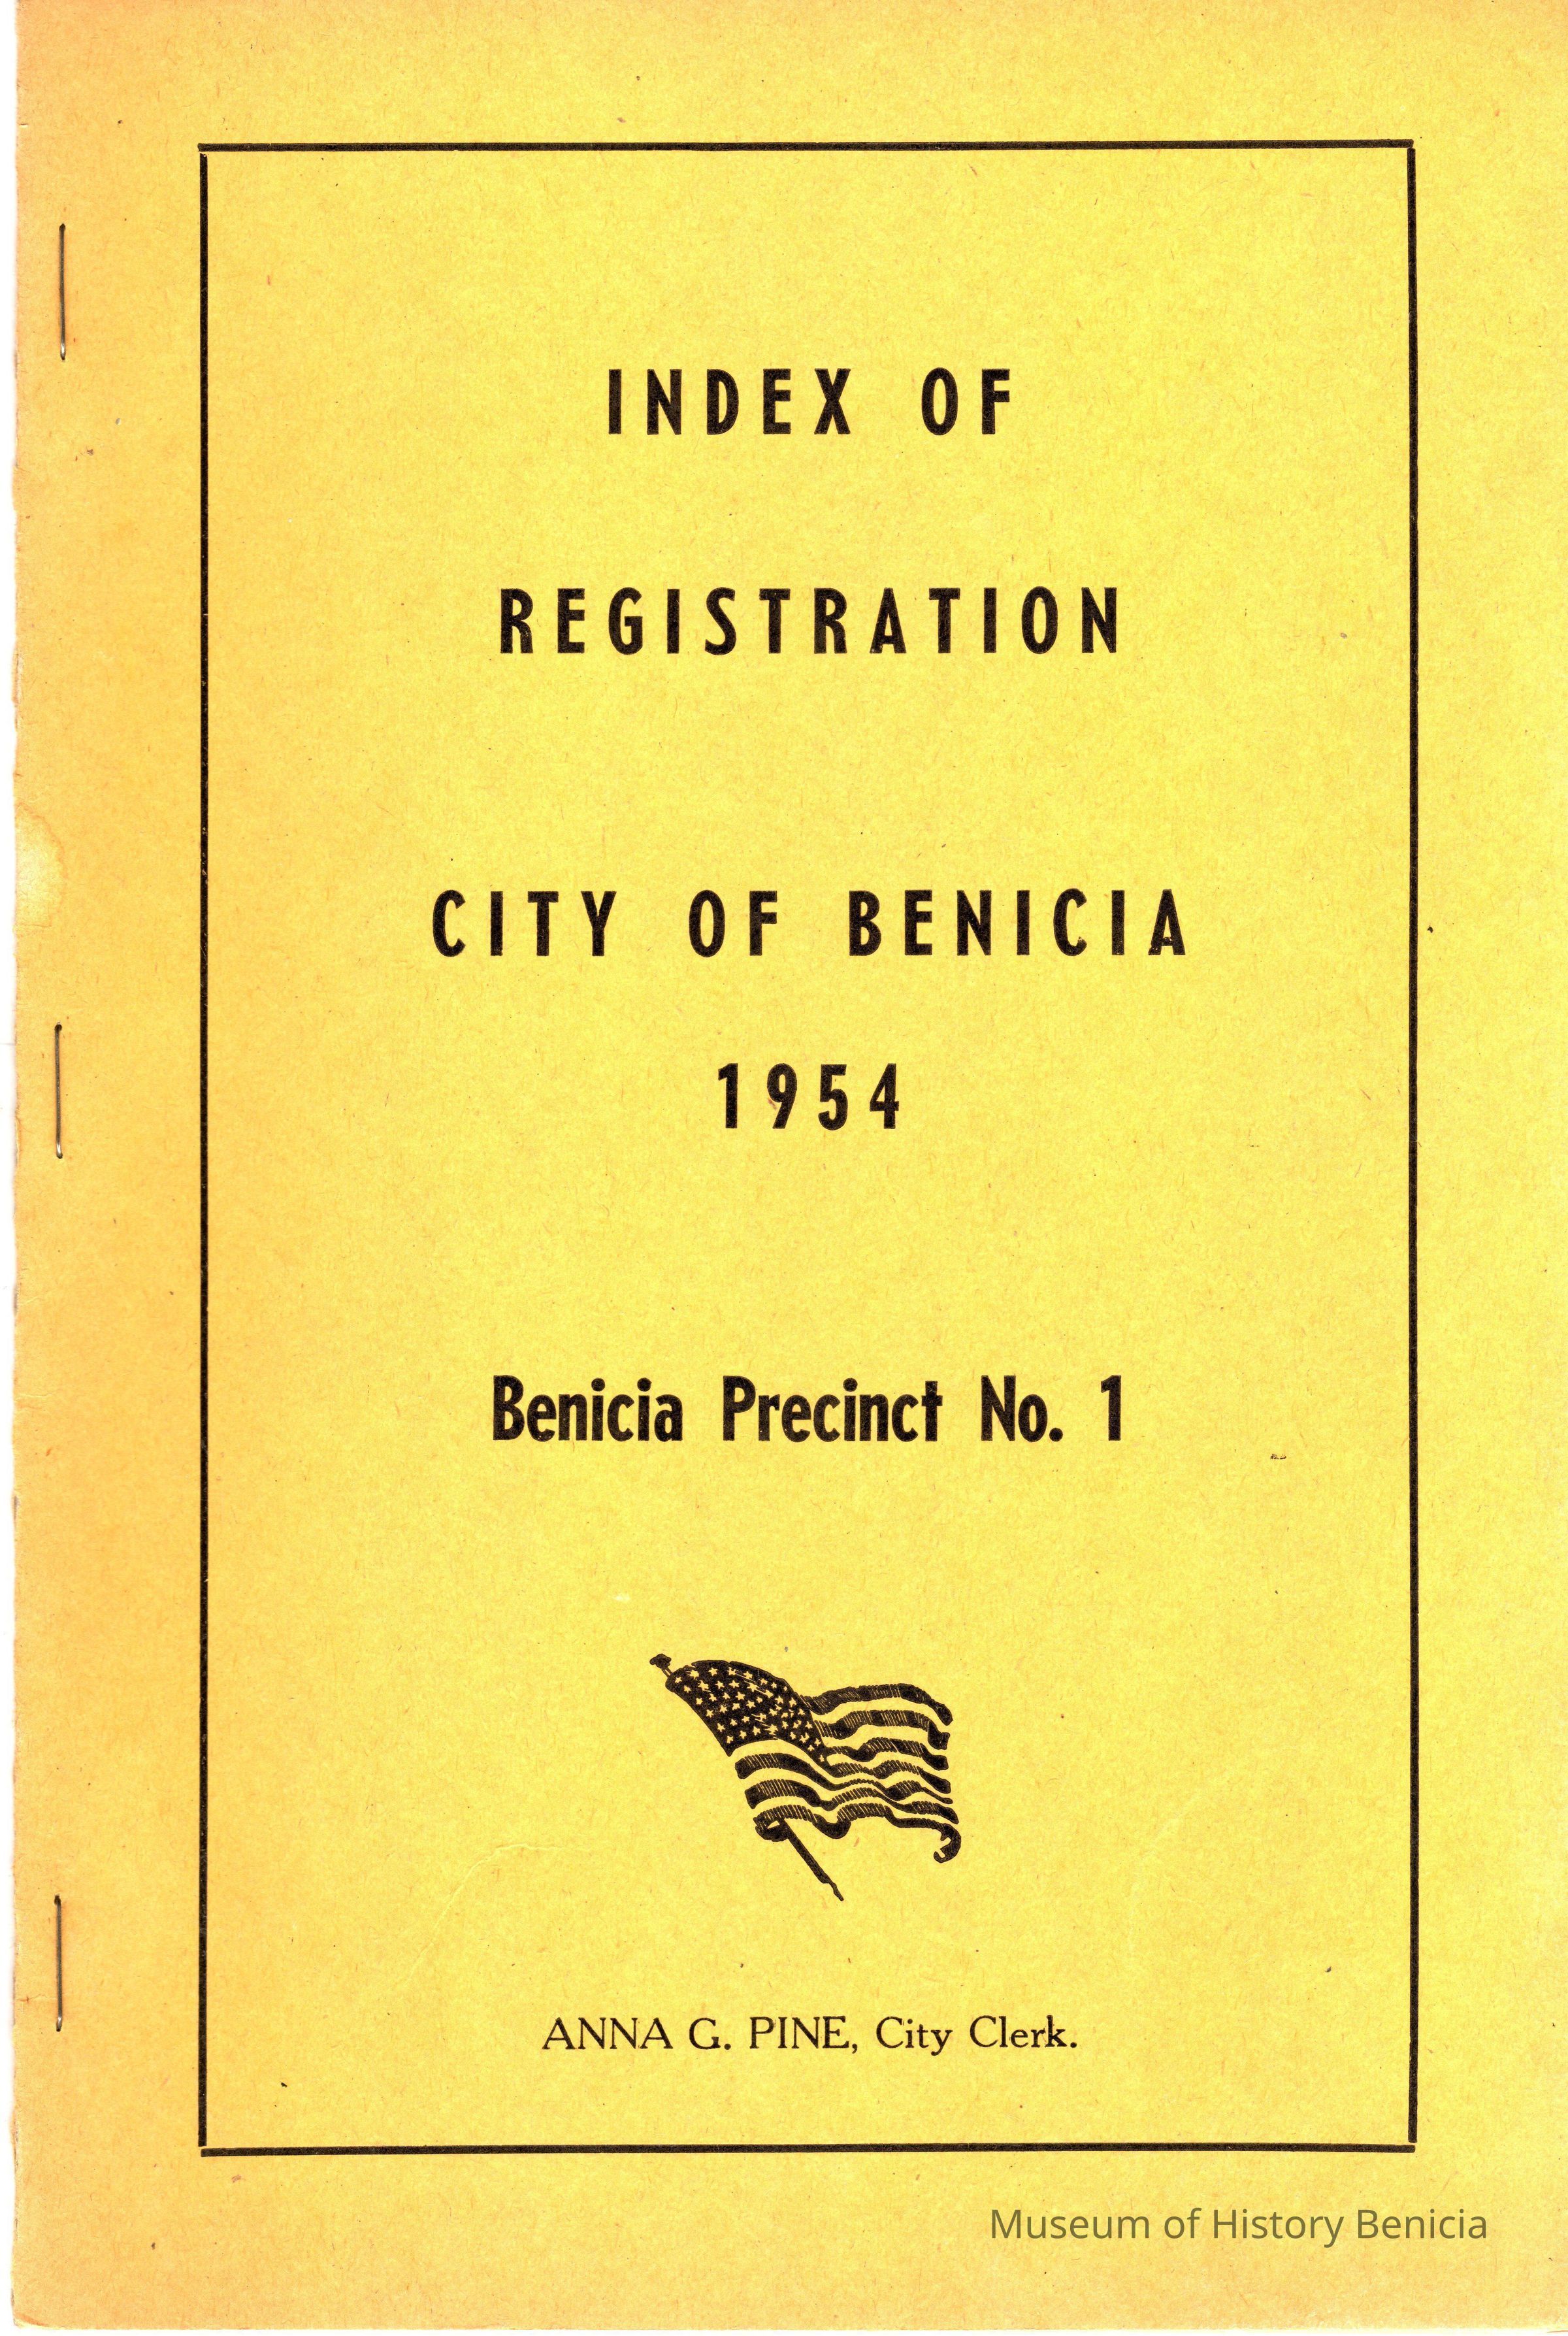 INDEX OF
REGISTRATION
CITY OF BENICIA
1954
Benicia Precinct No. 1
ANNA G. PINE, City Clerk.
Museum of History Benicia